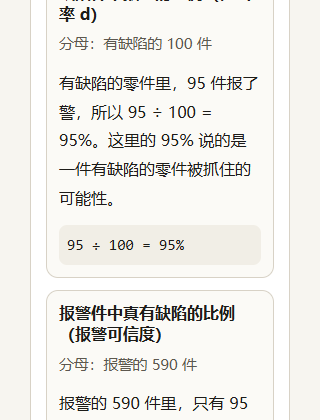 率 d）
分母：有缺陷的 100 件
有缺陷的零件里，95 件报了
警，所以 95 ÷ 100 =
95%。这里的 95% 说的是
一件有缺陷的零件被抓住的
可能性。
95 ÷ 100 = 95%
报警件中真有缺陷的比例
（报警可信度）
分母：报警的 590 件
报警的 590 件里，只有 95